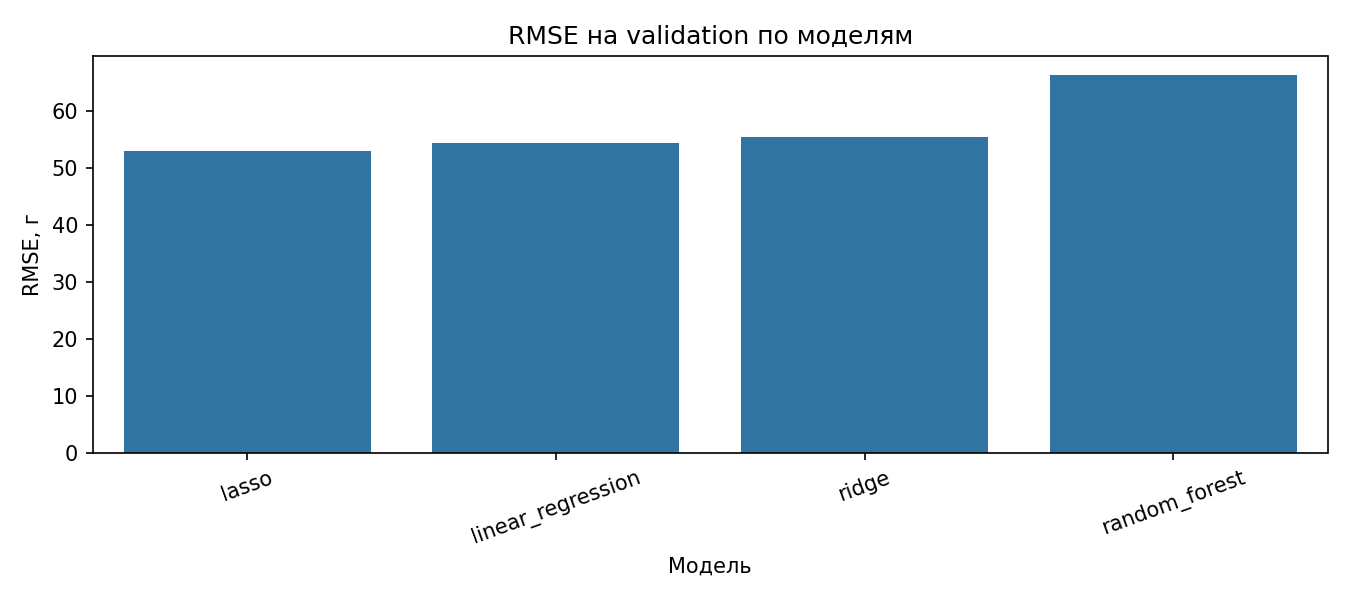 RMSE на validation по моделям
RMSE, г
60
50
40
30
20
10
0
lasso
linear_regression
ridge
random_forest
Модель